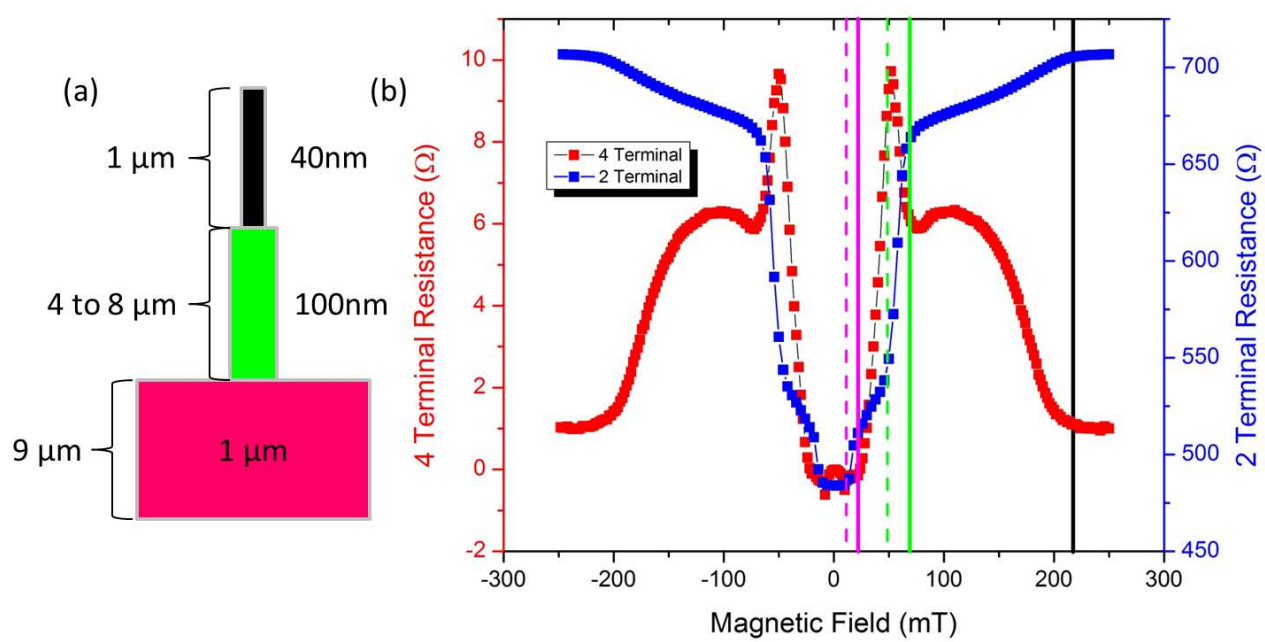 (a)
1 μm
40nm
4 to 8 μm
100nm
9 μm
1 μm
(b)
4 Terminal Resistance (Ω)
10
8
6
4
2
0
-2
4 Terminal
2 Terminal
700
650
600
550
500
450
2 Terminal Resistance (Ω)
-300
-200
-100
0
100
200
300
Magnetic Field (mT)